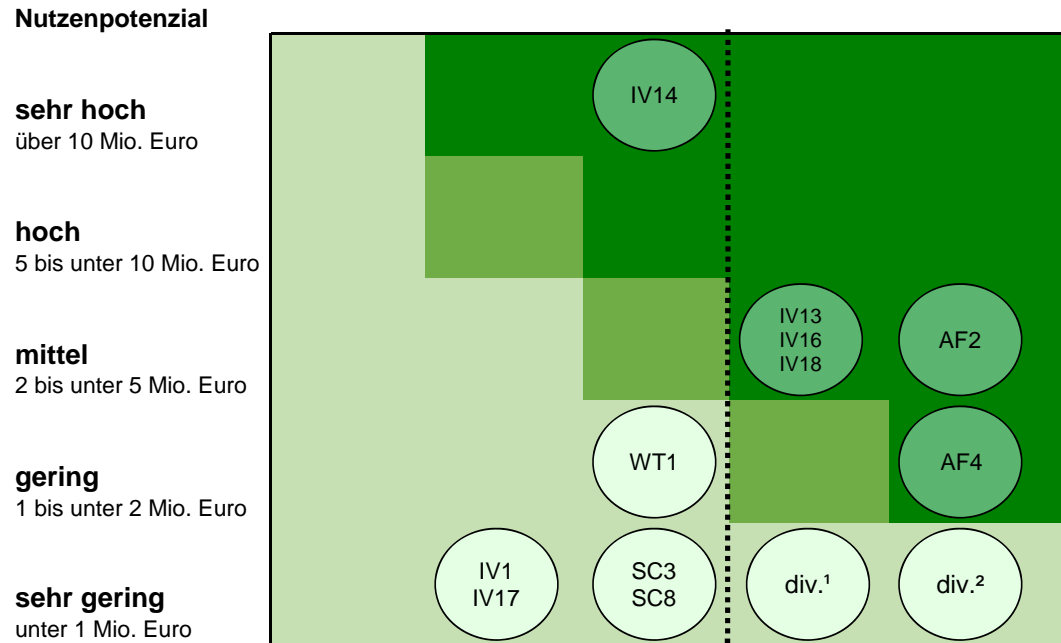 Nutzenpotenzial
sehr hoch
über 10 Mio. Euro
IV14
hoch
5 bis unter 10 Mio. Euro
mittel
2 bis unter 5 Mio. Euro
IV13
IV16
IV18
AF2
gering
1 bis unter 2 Mio. Euro
WT1
AF4
sehr gering
unter 1 Mio. Euro
IV1
IV17
SC3
SC8
div.¹
div.²